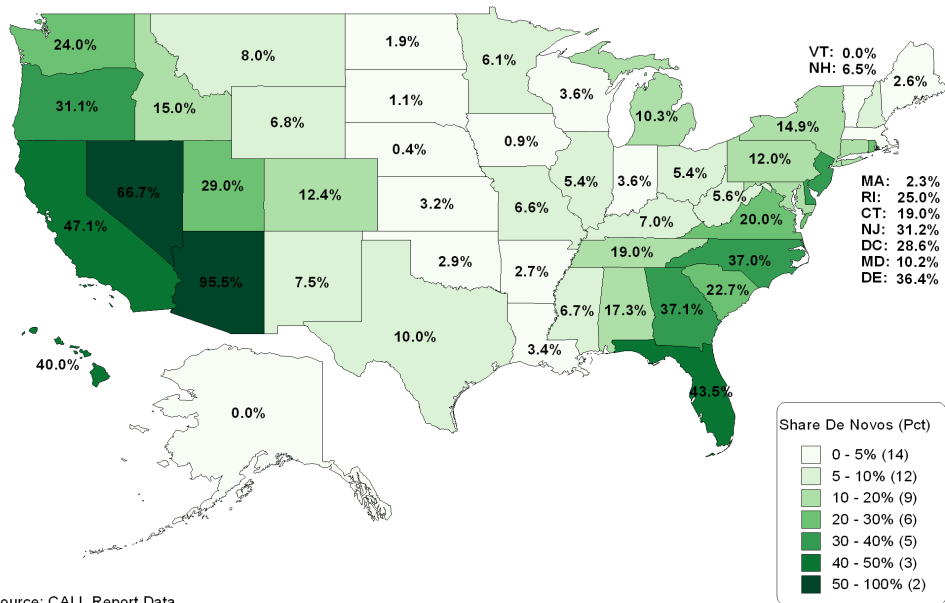 24.0%
8.0%
1.9%
6.1%
VT: 0.0%
NH: 6.5%
2.6%
31.1%
15.0%
6.8%
1.1%
3.6%
10.3%
14.9%
0.4%
0.9%
12.0%
66.7%
29.0%
12.4%
3.2%
6.6%
5.4%
3.6%
5.4%
5.6%
20.0%
MA: 2.3%
RI: 25.0%
CT: 19.0%
NJ: 31.2%
DC: 28.6%
MD: 10.2%
DE: 36.4%
47.1%
7.0%
95.5%
7.5%
2.9%
2.7%
19.0%
37.0%
22.7%
10.0%
6.7%
17.3%
37.1%
3.4%
40.0%
43.5%
0.0%
Share De Novos (Pct)
0 - 5% (14)
5 - 10% (12)
10 - 20% (9)
20 - 30% (6)
30 - 40% (5)
40 - 50% (3)
50 - 100% (2)
ource: CALL Report Data